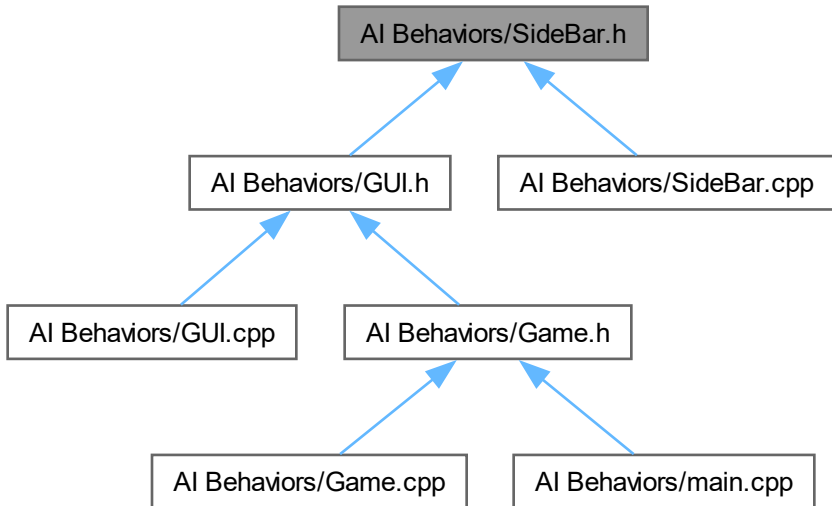 AI Behaviors/SideBar.h
AI Behaviors/GUI.h
AI Behaviors/SideBar.cpp
AI Behaviors/GUI.cpp
AI Behaviors/Game.h
AI Behaviors/Game.cpp
AI Behaviors/main.cpp